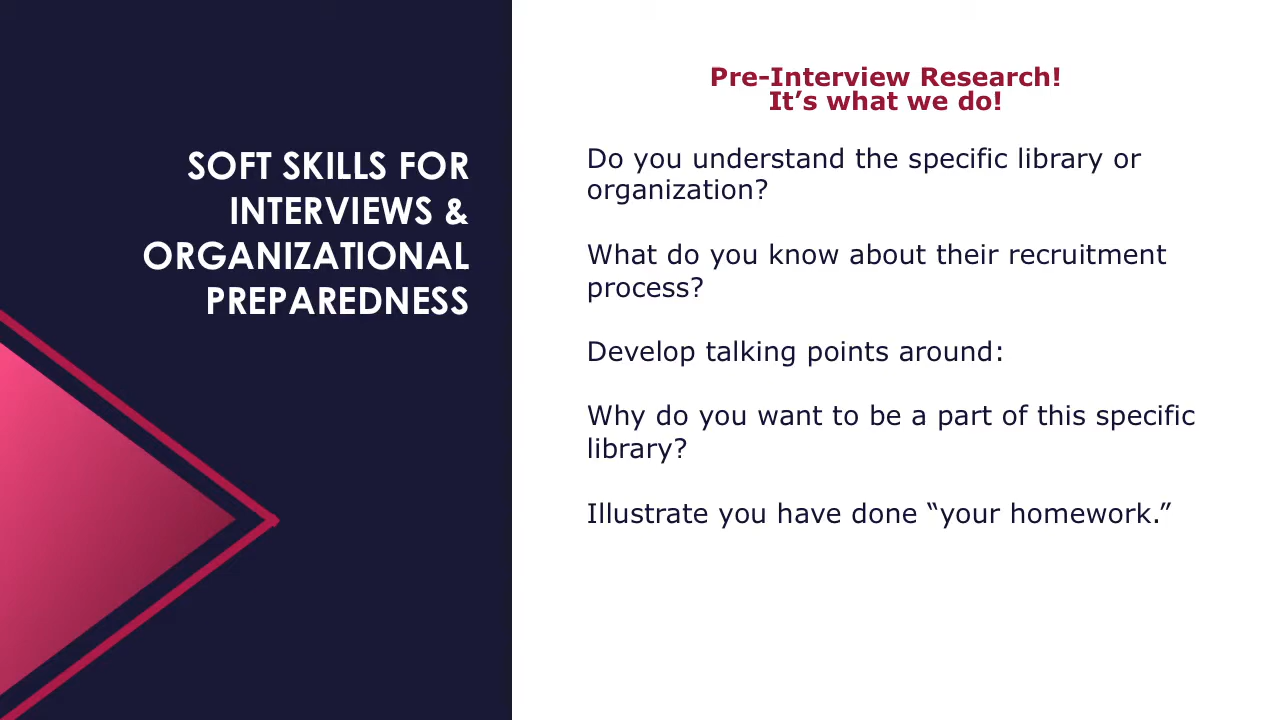 SOFT SKILLS FOR
INTERVIEWS &
ORGANIZATIONAL
PREPAREDNESS
Pre-Interview Research!
It’s what we do!
Do you understand the specific library or
organization?
What do you know about their recruitment
process?
Develop talking points around:
Why do you want to be a part of this specific
library?
Illustrate you have done “your homework.”